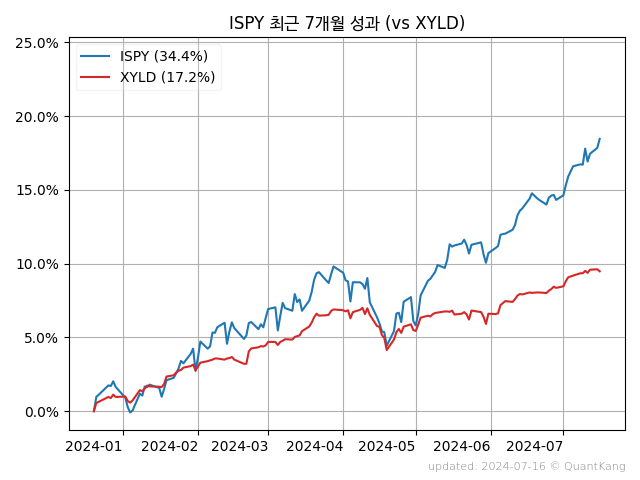 ISPY 최근 7개월 성과 (vs XYLD)
25.0%
20.0%
15.0%
10.0%
5.0%
0.0%
ISPY (34.4%)
XYLD (17.2%)
2024-01 2024-02 2024-03 2024-04 2024-05 2024-06 2024-07
updated: 2024-07-16 © QuantKang